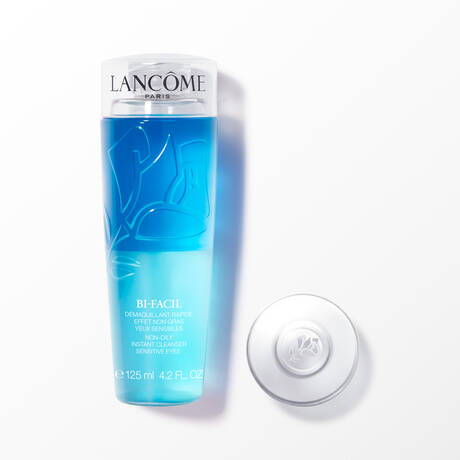 LANCÔME
PARIS
BI-FACIL
DÉMAQUILLANT RAPIDE
EFFET NON GRAS
YEUX SENSIBLES
NON-OILY
INSTANT CLEANSER
SENSITIVE EYES
e 125 ml 4.2 FL. OZ